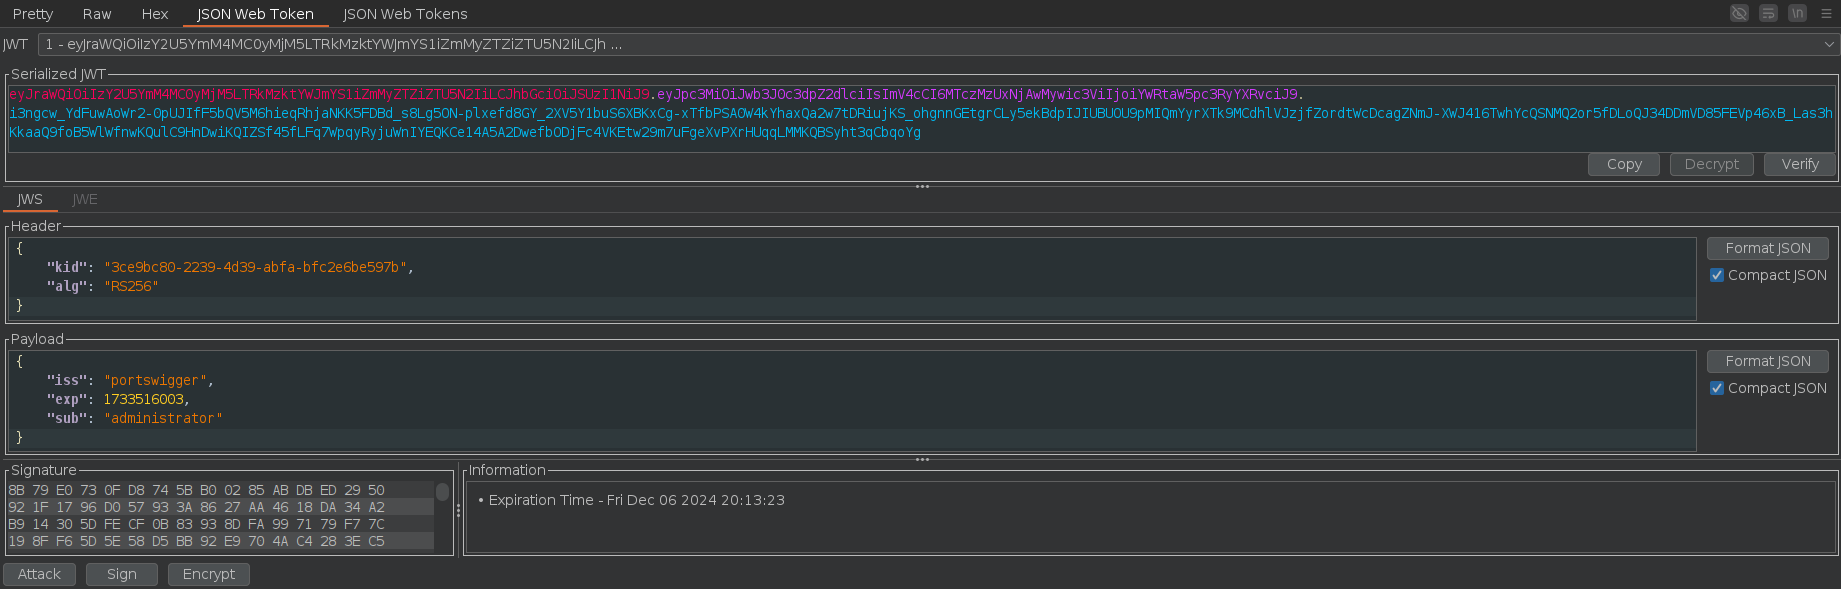 Pretty Raw Hex JSON Web Token JSON Web Tokens \n
JWT 1 - eyJraWQiOiIzY2U5YmM4MC0yMjM5LTRkMzktYWJmYS1iZmMyZTZiZTU5N2IiLCJh ...
Serialized JWT
eyJraWQiOiIzY2U5YmM4MC0yMjM5LTRkMzktYWJmYS1iZmMyZTZiZTU5N2IiLCJhbGciOiJSUzI1NiJ9.eyJpc3MiOiJwb3J0c3dpZ2dlciIsImV4cCI6MTczMzUxNjAwMywic3ViIjoiYWRtaW5pc3RyYXRvciJ9.
i3ngcw_YdFuwAoWr2-0pUJIfF5bQV5M6hieqRhjaNKK5FDBd_s8Lg5ON-plxefd8GY_2XV5Y1buS6XBKxCg-xTfbPSAOW4kYhaxQa2w7tDRiujKS_ohgnnGEtgrCLy5ekBdpIJIUBUOU9pMIQmYyrXTk9MCdhlVJzjfZordtWcDcagZNmJ-XWJ416TwhYcQSNMQ2or5fDLoQJ34DDmVD85FEVp46xB_Las3h
KkaaQ9foB5WlWfnwKQulC9HnDwiKQIZSf45fLFq7WpqyRyjuWnIYEQKCe14A5A2DwefbODjFc4VKEtw29m7uFgeXvPXrHUqqLMMKQBSyht3qCbqoYg
Copy Decrypt Verify
JWS JWE
Header
{
"kid": "3ce9bc80-2239-4d39-abfa-bfc2e6be597b",
"alg": "RS256"
}
Format JSON
Compact JSON
Payload
{
"iss": "portswigger",
"exp": 1733516003,
"sub": "administrator"
}
Format JSON
Compact JSON
Signature
8B 79 E0 73 0F D8 74 5B B0 02 85 AB DB ED 29 50
92 1F 17 96 D0 57 93 3A 86 27 AA 46 18 DA 34 A2
B9 14 30 5D FE CF 0B 83 93 8D FA 99 71 79 F7 7C
19 8F F6 5D 5E 58 D5 BB 92 E9 70 4A C4 28 3E C5
Information
• Expiration Time - Fri Dec 06 2024 20:13:23
Attack Sign Encrypt